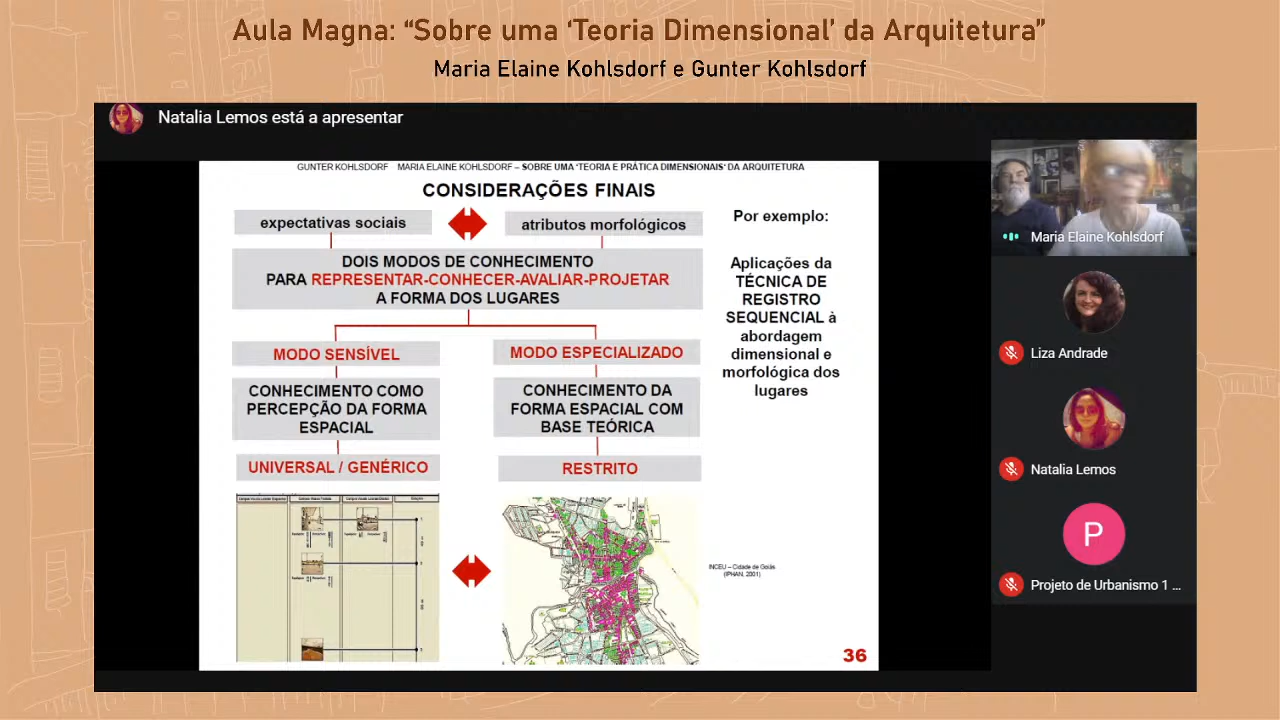 Aula Magna: “Sobre uma ‘Teoria Dimensional’ da Arquitetura”
Maria Elaine Kohlsdorf e Gunter Kohlsdorf
Natalia Lemos está a apresentar
GUNTER KOHLSDORF MARIA ELAINE KOHLSDORF – SOBRE UMA ‘TEORIA E PRÁTICA DIMENSIONAIS’ DA ARQUITETURA
CONSIDERAÇÕES FINAIS
expectativas sociais
atributos morfológicos
DOIS MODOS DE CONHECIMENTO
PARA REPRESENTAR-CONHECER-AVALIAR-PROJETAR
A FORMA DOS LUGARES
MODO SENSÍVEL
CONHECIMENTO COMO
PERCEPÇÃO DA FORMA
ESPACIAL
UNIVERSAL / GENÉRICO
MODO ESPECIALIZADO
CONHECIMENTO DA
FORMA ESPACIAL COM
BASE TEÓRICA
RESTRITO
Por exemplo:
Aplicações da
TÉCNICA DE
REGISTRO
SEQUENCIAL à
abordagem
dimensional e
morfológica dos
lugares
INCEU – Cidade de Goiás
(IPHAN, 2001)
36
Maria Elaine Kohlsdorf
Liza Andrade
Natalia Lemos
P
Projeto de Urbanismo 1 ...